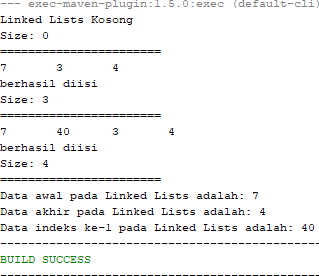 --- exec-maven-plugin:1.5.0:exec (default-cli)
Linked Lists Kosong
Size: 0
=======================
7 3 4
berhasil diisi
Size: 3
=======================
7 40 3 4
berhasil diisi
Size: 4
=======================
Data awal pada Linked Lists adalah: 7
Data akhir pada Linked Lists adalah: 4
Data indeks ke-1 pada Linked Lists adalah: 40
----------------------------------------------
BUILD SUCCESS
----------------------------------------------